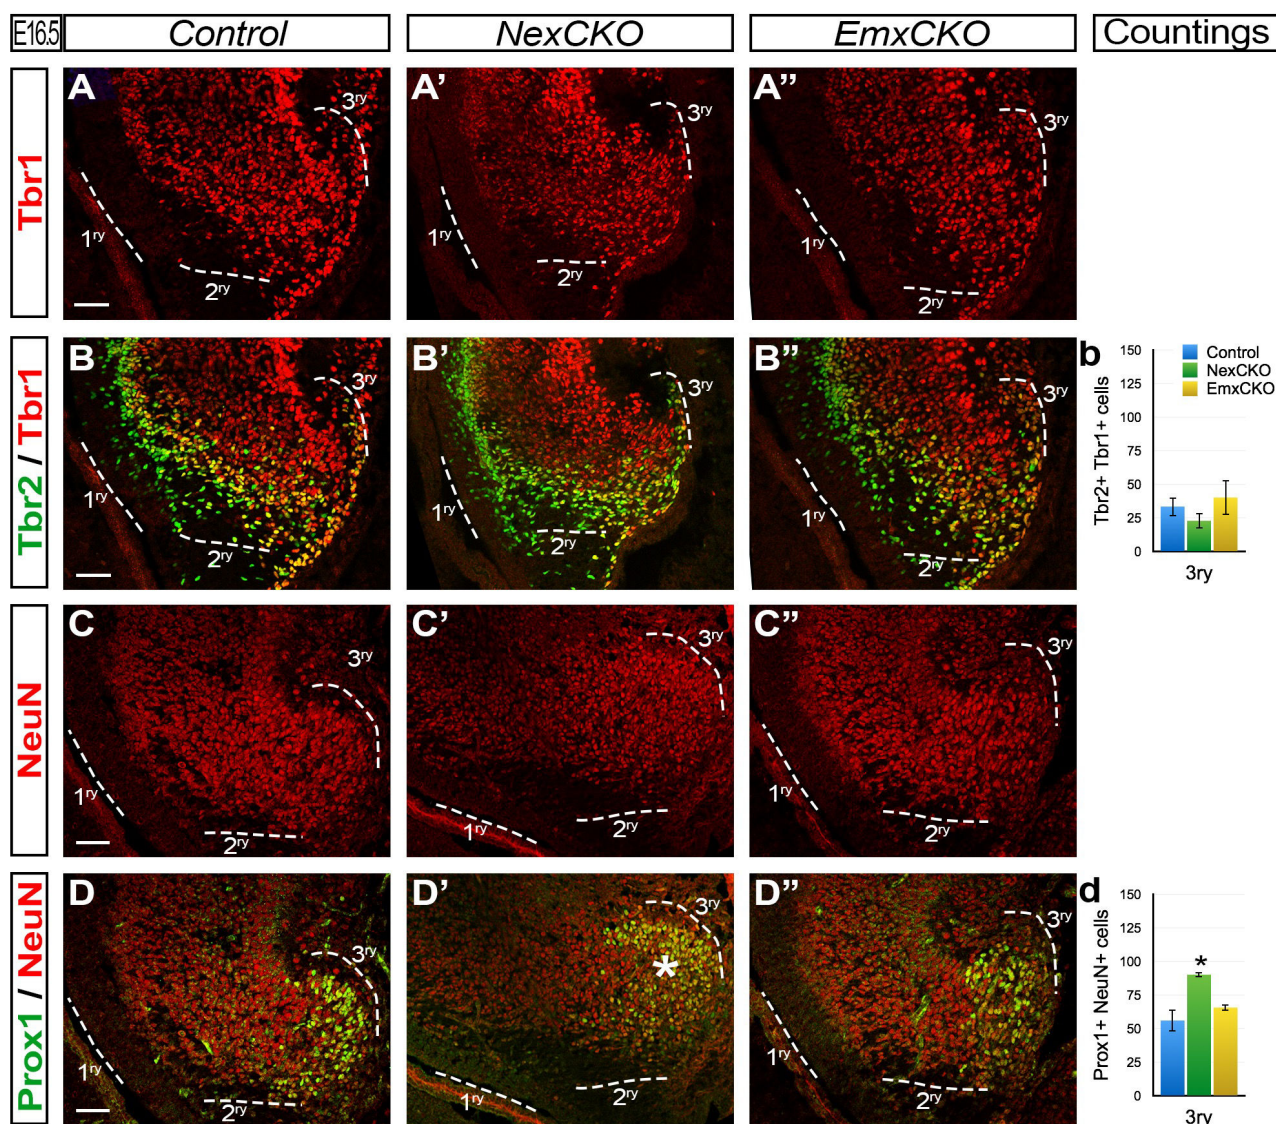 E16.5 Control NexCKO EmxCKO Countings
Tbr1
A 3ry 1ry 2ry
A' 3ry 1ry 2ry
A'' 3ry 1ry 2ry
Tbr2 / Tbr1
B 3ry 1ry 2ry
B' 3ry 1ry 2ry
B'' 3ry 1ry 2ry
b
Tbr2+ Tbr1+ cells
150
125
100
75
50
25
0
Control
NexCKO
EmxCKO
3ry
NeuN
C 3ry 1ry 2ry
C' 3ry 1ry 2ry
C'' 3ry 1ry 2ry
Prox1 / NeuN
D 3ry 1ry 2ry
D' 3ry * 1ry 2ry
D'' 3ry 1ry 2ry
d
Prox1+ NeuN+ cells
150
125
100
75
50
25
0
*
3ry